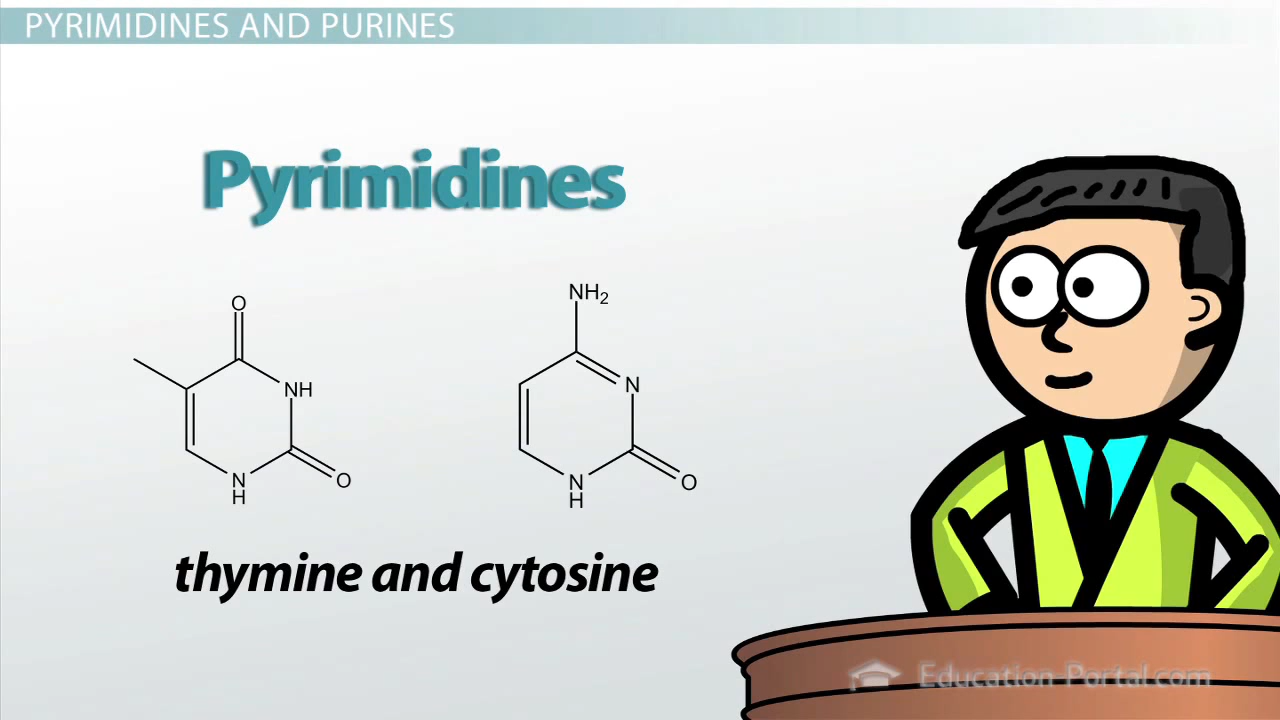 PYRIMIDINES AND PURINES
Pyrimidines
O
NH
N
H
O
NH2
N
N
H
O
thymine and cytosine
Education-Portal.com